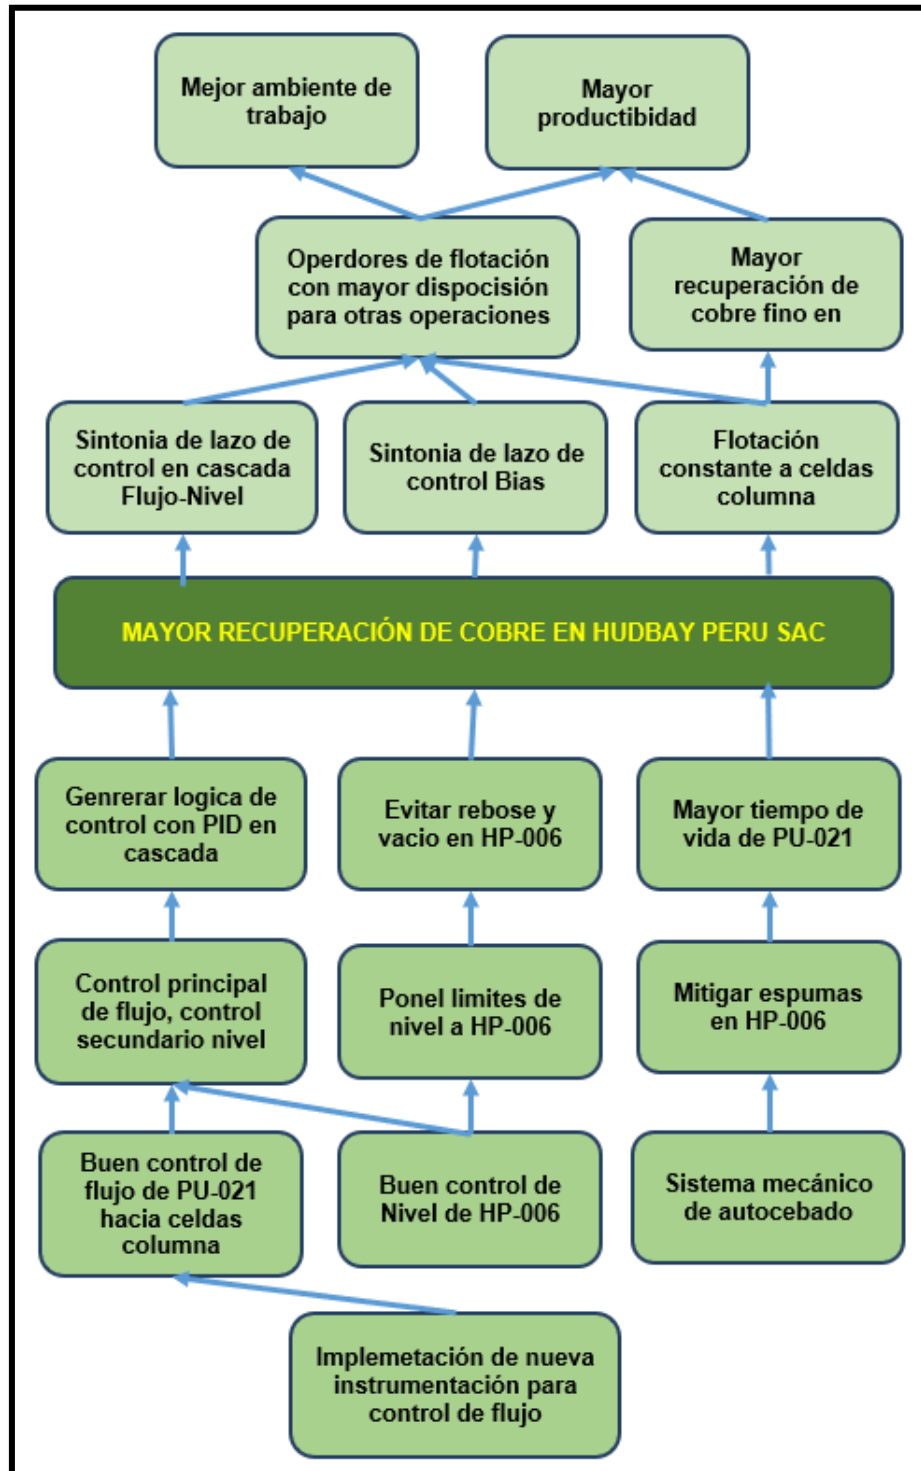 Mejor ambiente de
trabajo
Mayor
productibidad
Operdores de flotación
con mayor dispocisión
para otras operaciones
Mayor
recuperación de
cobre fino en
Sintonia de lazo de
control en cascada
Flujo-Nivel
Sintonia de lazo de
control Bias
Flotación
constante a celdas
columna
MAYOR RECUPERACIÓN DE COBRE EN HUDBAY PERU SAC
Genrerar logica de
control con PID en
cascada
Evitar rebose y
vacio en HP-006
Mayor tiempo de
vida de PU-021
Control principal
de flujo, control
secundario nivel
Ponel limites de
nivel a HP-006
Mitigar espumas
en HP-006
Buen control de
flujo de PU-021
hacia celdas
columna
Buen control de
Nivel de HP-006
Sistema mecánico
de autocebado
Implemetación de nueva
instrumentación para
control de flujo